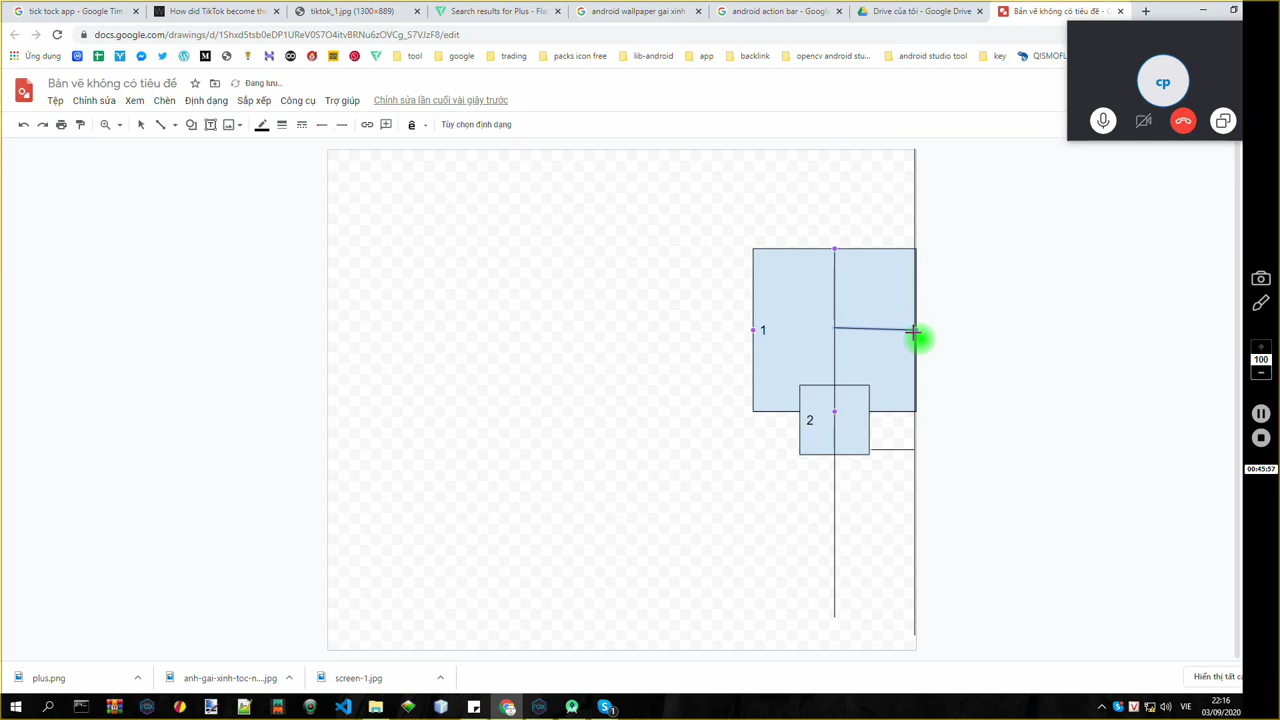 tick tock app - Google Tim
How did TikTok become the
tiktok_1.jpg (1300×889)
Search results for Plus - Flat
android wallpaper gai xinh
android action bar - Google
Drive của tôi - Google Drive
Bản vẽ không có tiêu đề - G
docs.google.com/drawings/d/1Shxd5tsb0eDP1UReV0S7O4itvBRNu6zOVCg_S7VJzF8/edit
Ứng dụng
tool
google
trading
packs icon free
lib-android
app
backlink
opencv android stu...
android studio tool
key
QISMOFL
cp
Bản vẽ không có tiêu đề
Đang lưu...
Tệp Chỉnh sửa Xem Chèn Định dạng Sắp xếp Công cụ Trợ giúp Chỉnh sửa lần cuối vài giây trước
Tùy chọn định dạng
1
2
100
00:45:57
plus.png
anh-gai-xinh-toc-n....jpg
screen-1.jpg
Hiển thị tất cả
VIE
22:16
03/09/2020